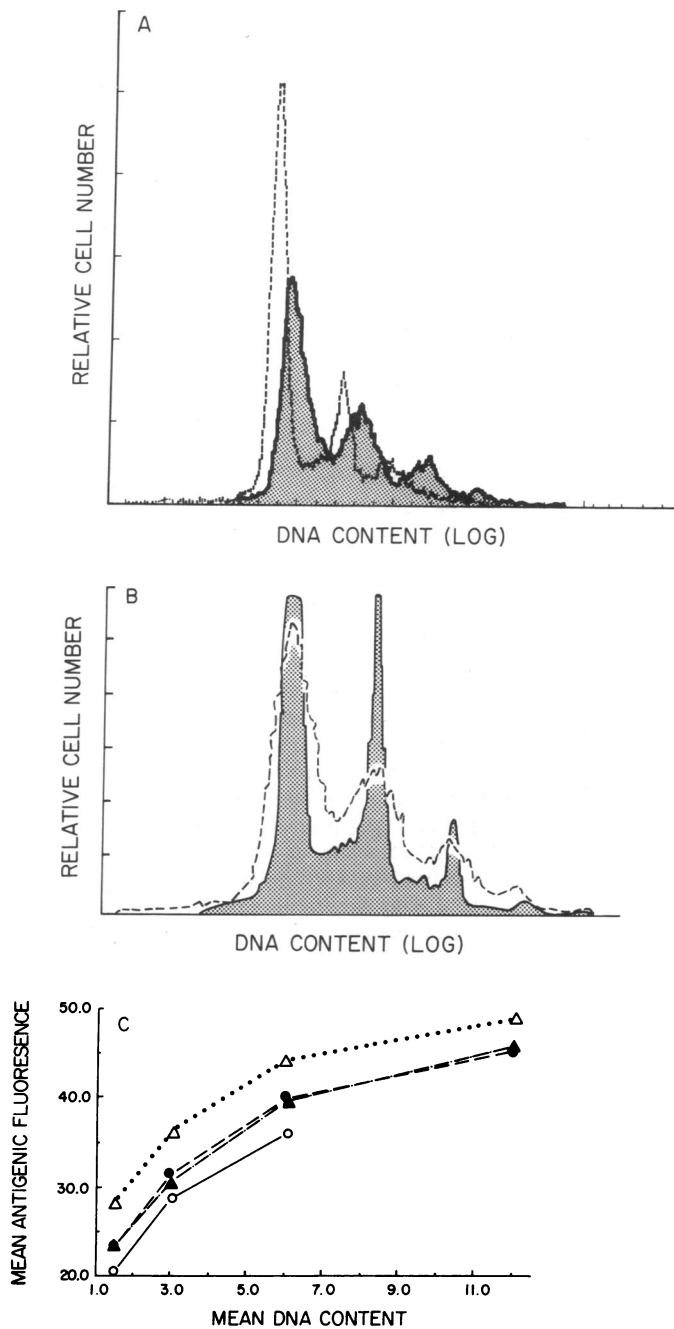 A
RELATIVE CELL NUMBER
DNA CONTENT (LOG)
B
RELATIVE CELL NUMBER
DNA CONTENT (LOG)
C
MEAN ANTIGENIC FLUORESENCE
50.0
40.0
30.0
20.0
1.0 3.0 5.0 7.0 9.0 11.0
MEAN DNA CONTENT